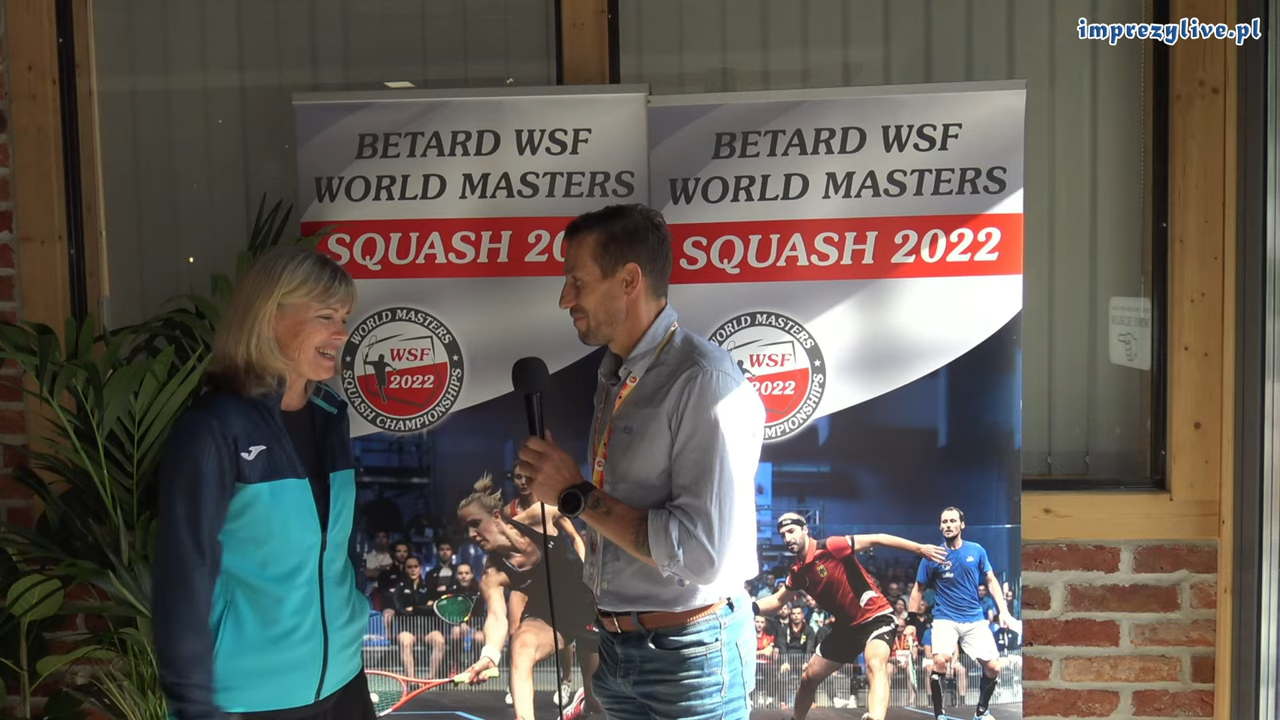 imprezylive.pl
BETARD WSF
WORLD MASTERS
SQUASH 20
WORLD MASTERS
WSF
2022
SQUASH CHAMPIONSHIPS
BETARD WSF
WORLD MASTERS
SQUASH 2022
WORLD MASTERS
WSF
2022
MPIONSHIPS